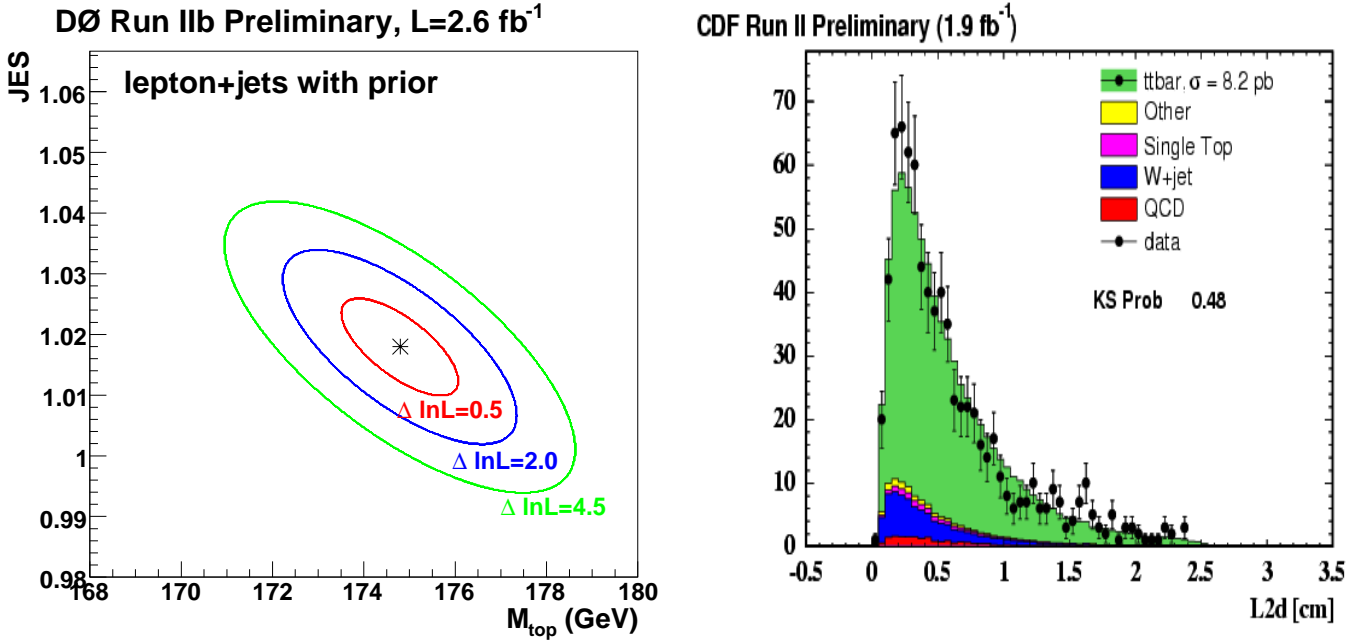 DØ Run IIb Preliminary, L=2.6 fb⁻¹
JES
lepton+jets with prior
1.06
1.05
1.04
1.03
1.02
1.01
1
0.99
0.98
Δ lnL=0.5
Δ lnL=2.0
Δ lnL=4.5
168 170 172 174 176 178 180
M_top (GeV)
CDF Run II Preliminary (1.9 fb⁻¹)
70
60
50
40
30
20
10
0
ttbar, σ = 8.2 pb
Other
Single Top
W+jet
QCD
data
KS Prob 0.48
-0.5 0 0.5 1 1.5 2 2.5 3 3.5
L2d [cm]